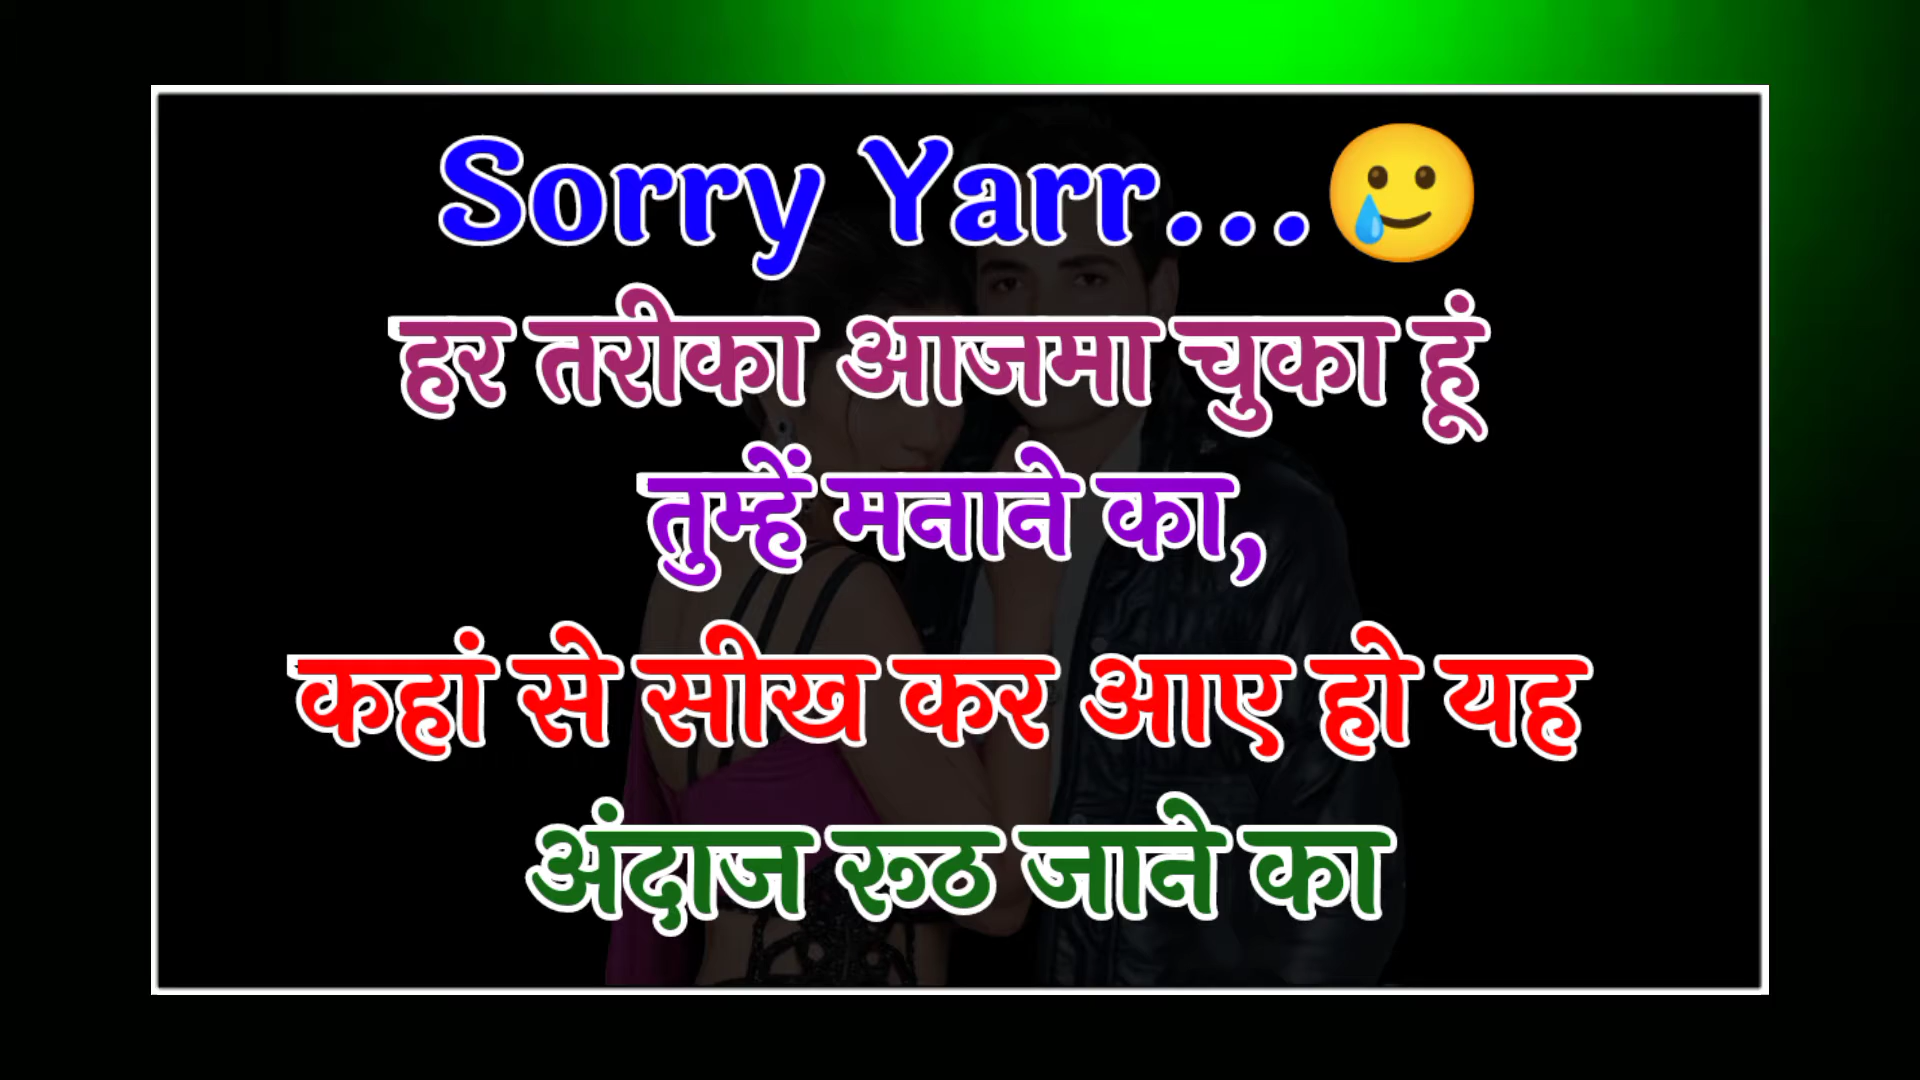 Sorry Yarr...🥲
हर तरीका आजमा चुका हूं
तुम्हें मनाने का,
कहां से सीख कर आए हो यह
अंदाज रूठ जाने का